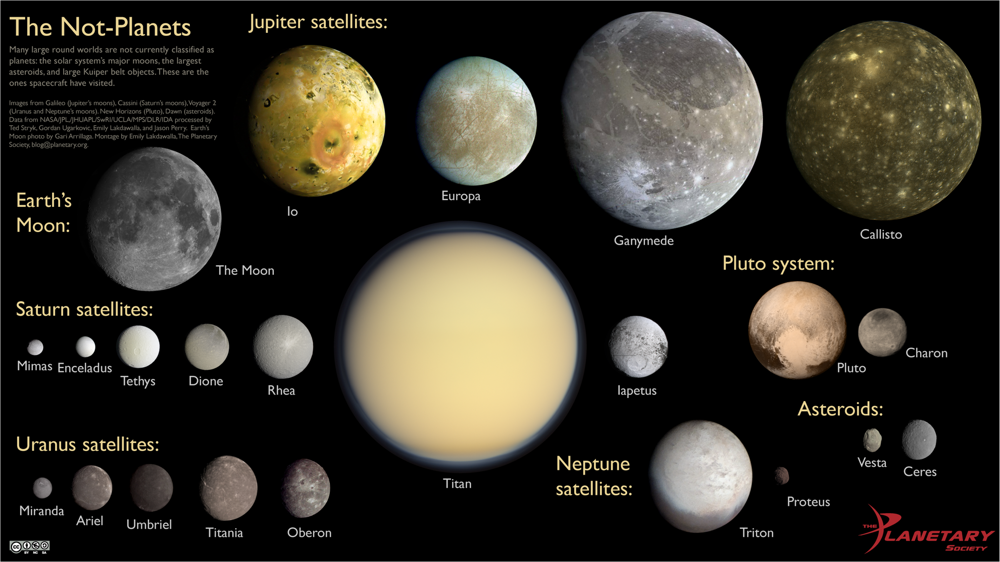 The Not-Planets
Many large round worlds are not currently classified as
planets: the solar system's major moons, the largest
asteroids, and large Kuiper belt objects. These are the
ones spacecraft have visited.
Images from Galileo (Jupiter's moons), Cassini (Saturn's moons), Voyager 2
(Uranus and Neptune's moons). New Horizons (Pluto), Dawn (asteroids).
Data from NASA/JPL,/JHUAPL/SwRI/UCLA/MPS/DLR/IDA processed by
Ted Stryk, Gordan Ugarkovic, Emily Lakdawalla, and Jason Perry. Earth's
Moon photo by Gari Arrillaga. Montage by Emily Lakdawalla, The Planetary
Society, blog@planetary.org.
Jupiter satellites:
Io
Europa
Ganymede
Callisto
Earth's
Moon:
The Moon
Pluto system:
Pluto
Charon
Saturn satellites:
Mimas
Enceladus
Tethys
Dione
Rhea
Titan
Iapetus
Asteroids:
Vesta
Ceres
Uranus satellites:
Miranda
Ariel
Umbriel
Titania
Oberon
Neptune
satellites:
Triton
Proteus
cc
BY NC SA
THE PLANETARY
SOCIETY